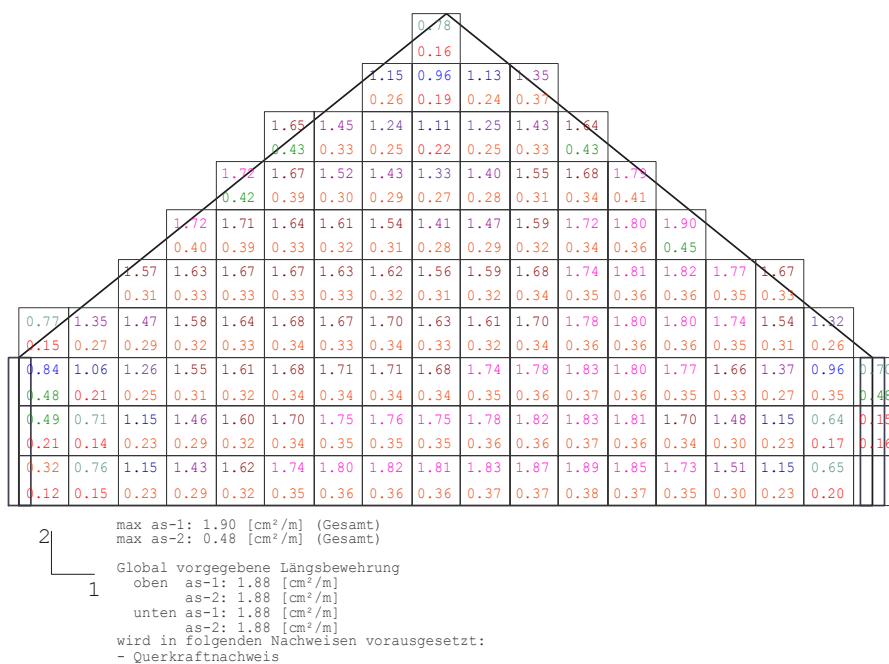 0.78
0.16
1.15 0.96 1.13 1.35
0.26 0.19 0.24 0.37
1.65 1.45 1.24 1.11 1.25 1.43 1.64
0.43 0.33 0.25 0.22 0.25 0.33 0.43
1.72 1.67 1.52 1.43 1.33 1.40 1.55 1.68 1.79
0.42 0.39 0.30 0.29 0.27 0.28 0.31 0.34 0.41
1.72 1.71 1.64 1.61 1.54 1.41 1.47 1.59 1.72 1.80 1.90
0.40 0.39 0.33 0.32 0.31 0.28 0.29 0.32 0.34 0.36 0.45
1.57 1.63 1.67 1.67 1.63 1.62 1.56 1.59 1.68 1.74 1.81 1.82 1.77 1.67
0.31 0.33 0.33 0.33 0.33 0.32 0.31 0.32 0.34 0.35 0.36 0.36 0.35 0.33
0.77 1.35 1.47 1.58 1.64 1.68 1.67 1.70 1.63 1.61 1.70 1.78 1.80 1.80 1.74 1.54 1.32
0.15 0.27 0.29 0.32 0.33 0.34 0.33 0.34 0.33 0.32 0.34 0.36 0.36 0.36 0.35 0.31 0.26
0.84 1.06 1.26 1.55 1.61 1.68 1.71 1.71 1.68 1.74 1.78 1.83 1.80 1.77 1.66 1.37 0.96 0.70
0.48 0.21 0.25 0.31 0.32 0.34 0.34 0.34 0.34 0.35 0.36 0.37 0.36 0.35 0.33 0.27 0.35 0.48
0.49 0.71 1.15 1.46 1.60 1.70 1.75 1.76 1.75 1.78 1.82 1.83 1.81 1.70 1.48 1.15 0.64 0.15
0.21 0.14 0.23 0.29 0.32 0.34 0.35 0.35 0.35 0.36 0.36 0.37 0.36 0.34 0.30 0.23 0.17 0.16
0.32 0.76 1.15 1.43 1.62 1.74 1.80 1.82 1.81 1.83 1.87 1.89 1.85 1.73 1.51 1.15 0.65
0.12 0.15 0.23 0.29 0.32 0.35 0.36 0.36 0.36 0.37 0.37 0.38 0.37 0.35 0.30 0.23 0.20
2
1
max as-1: 1.90 [cm²/m] (Gesamt)
max as-2: 0.48 [cm²/m] (Gesamt)
Global vorgegebene Längsbewehrung
oben as-1: 1.88 [cm²/m]
as-2: 1.88 [cm²/m]
unten as-1: 1.88 [cm²/m]
as-2: 1.88 [cm²/m]
wird in folgenden Nachweisen vorausgesetzt:
- Querkraftnachweis